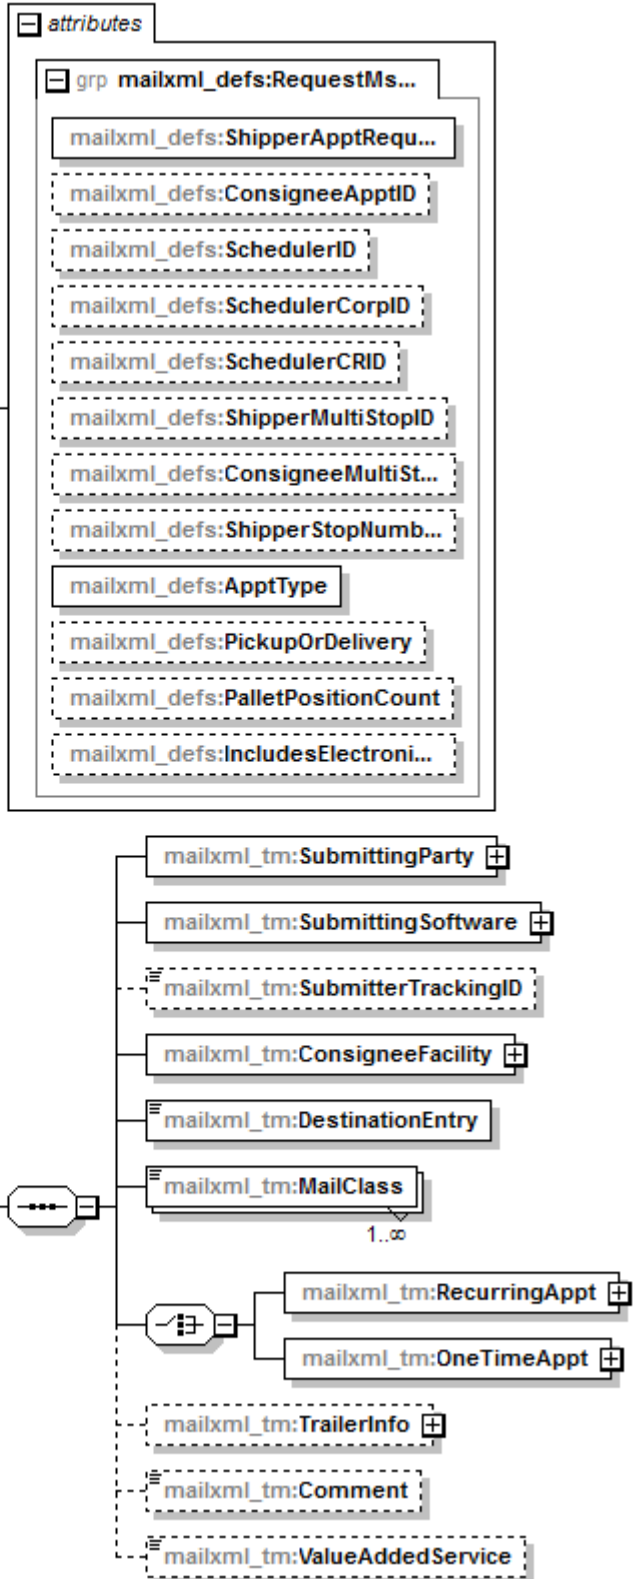 attributes
grp mailxml_defs:RequestMs...
mailxml_defs:ShipperApptRequ...
mailxml_defs:ConsigneeApptID
mailxml_defs:SchedulerID
mailxml_defs:SchedulerCorpID
mailxml_defs:SchedulerCRID
mailxml_defs:ShipperMultiStopID
mailxml_defs:ConsigneeMultiSt...
mailxml_defs:ShipperStopNumb...
mailxml_defs:ApptType
mailxml_defs:PickupOrDelivery
mailxml_defs:PalletPositionCount
mailxml_defs:IncludesElectroni...
mailxml_tm:SubmittingParty
mailxml_tm:SubmittingSoftware
mailxml_tm:SubmitterTrackingID
mailxml_tm:ConsigneeFacility
mailxml_tm:DestinationEntry
mailxml_tm:MailClass
1..∞
mailxml_tm:RecurringAppt
mailxml_tm:OneTimeAppt
mailxml_tm:TrailerInfo
mailxml_tm:Comment
mailxml_tm:ValueAddedService